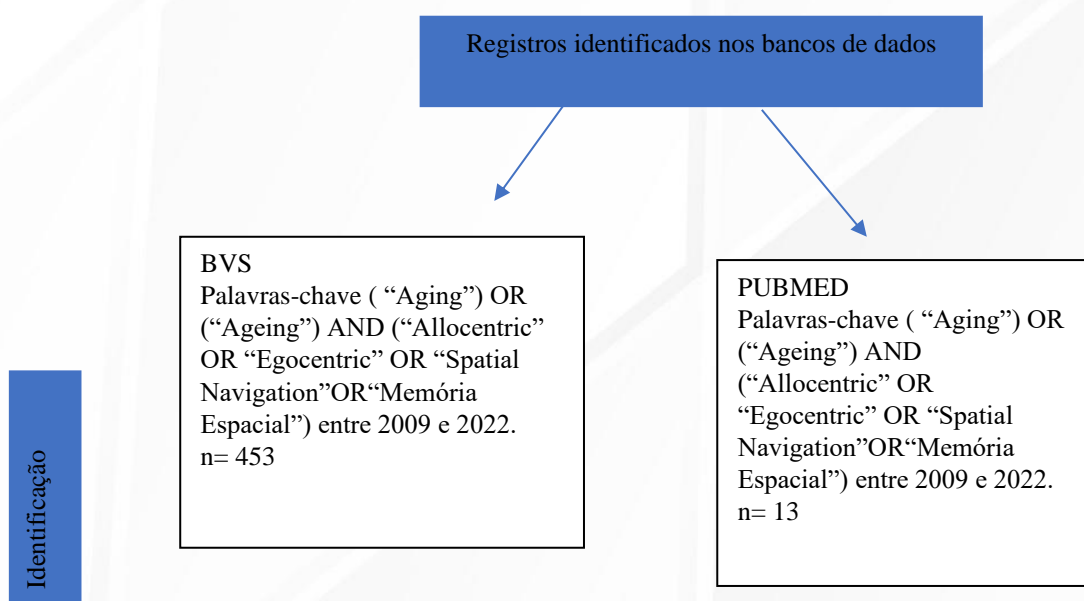 Registros identificados nos bancos de dados
BVS
Palavras-chave ( “Aging”) OR
(“Ageing”) AND (“Allocentric”
OR “Egocentric” OR “Spatial
Navigation”OR“Memória
Espacial”) entre 2009 e 2022.
n= 453
PUBMED
Palavras-chave ( “Aging”) OR
(“Ageing”) AND
(“Allocentric” OR
“Egocentric” OR “Spatial
Navigation”OR“Memória
Espacial”) entre 2009 e 2022.
n= 13
Identificação